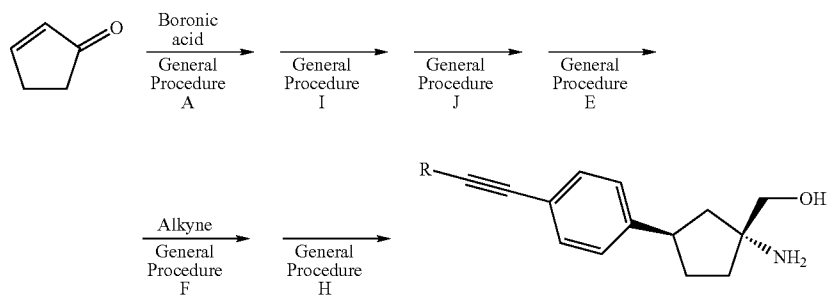 O
Boronic
acid
General
Procedure
A
General
Procedure
I
General
Procedure
J
General
Procedure
E
Alkyne
General
Procedure
F
General
Procedure
H
R
OH
NH2